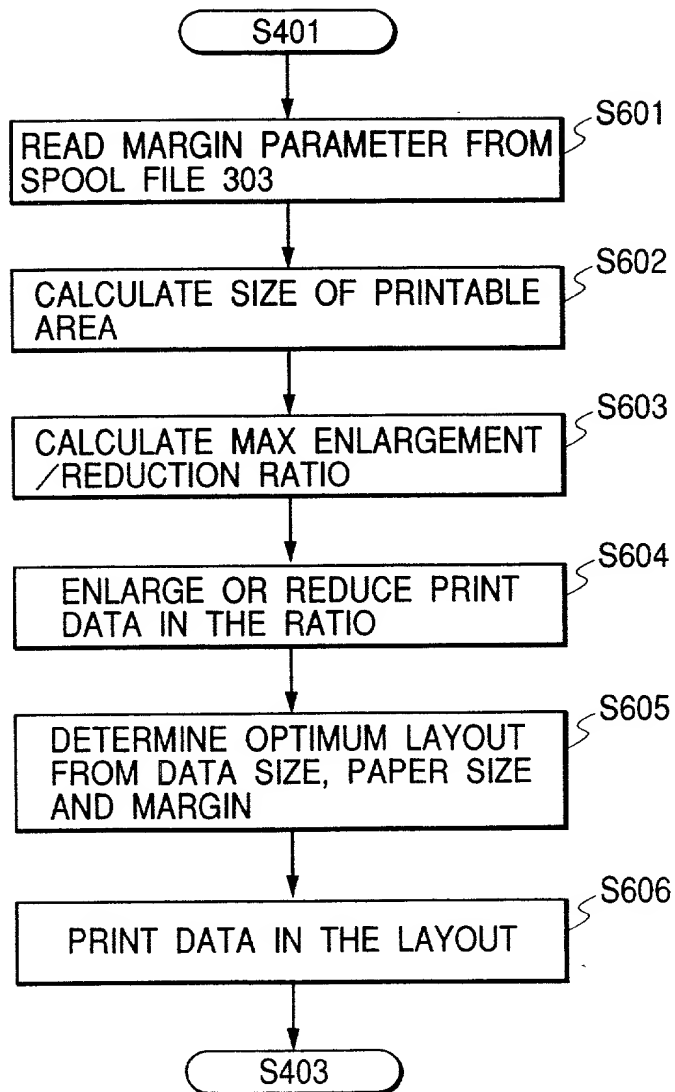 S401
S601
READ MARGIN PARAMETER FROM
SPOOL FILE 303
S602
CALCULATE SIZE OF PRINTABLE
AREA
S603
CALCULATE MAX ENLARGEMENT
/REDUCTION RATIO
S604
ENLARGE OR REDUCE PRINT
DATA IN THE RATIO
S605
DETERMINE OPTIMUM LAYOUT
FROM DATA SIZE, PAPER SIZE
AND MARGIN
S606
PRINT DATA IN THE LAYOUT
S403